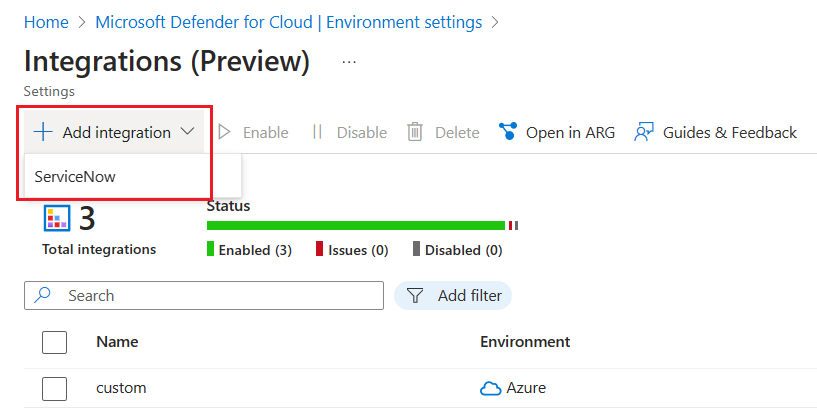 Home > Microsoft Defender for Cloud | Environment settings >
Integrations (Preview) ...
Settings
Add integration Enable Disable Delete Open in ARG Guides & Feedback
ServiceNow
3
Total integrations
Status
Enabled (3) Issues (0) Disabled (0)
Search Add filter
Name Environment
custom Azure